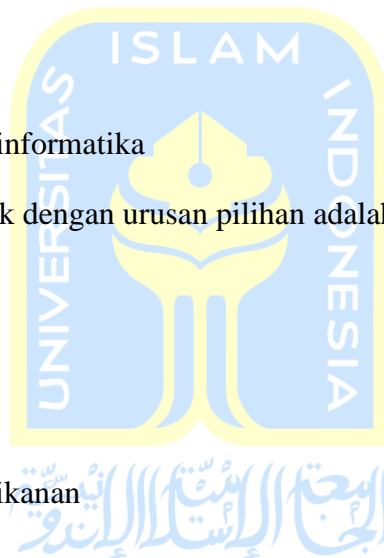 ISLAM
UNIVERSITAS
INDONESIA
informatika
k dengan urusan pilihan adalah
ikanan